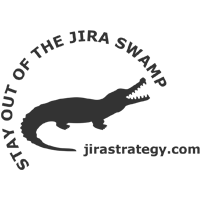 STAY OUT OF THE JIRA SWAMP
jirastrategy.com